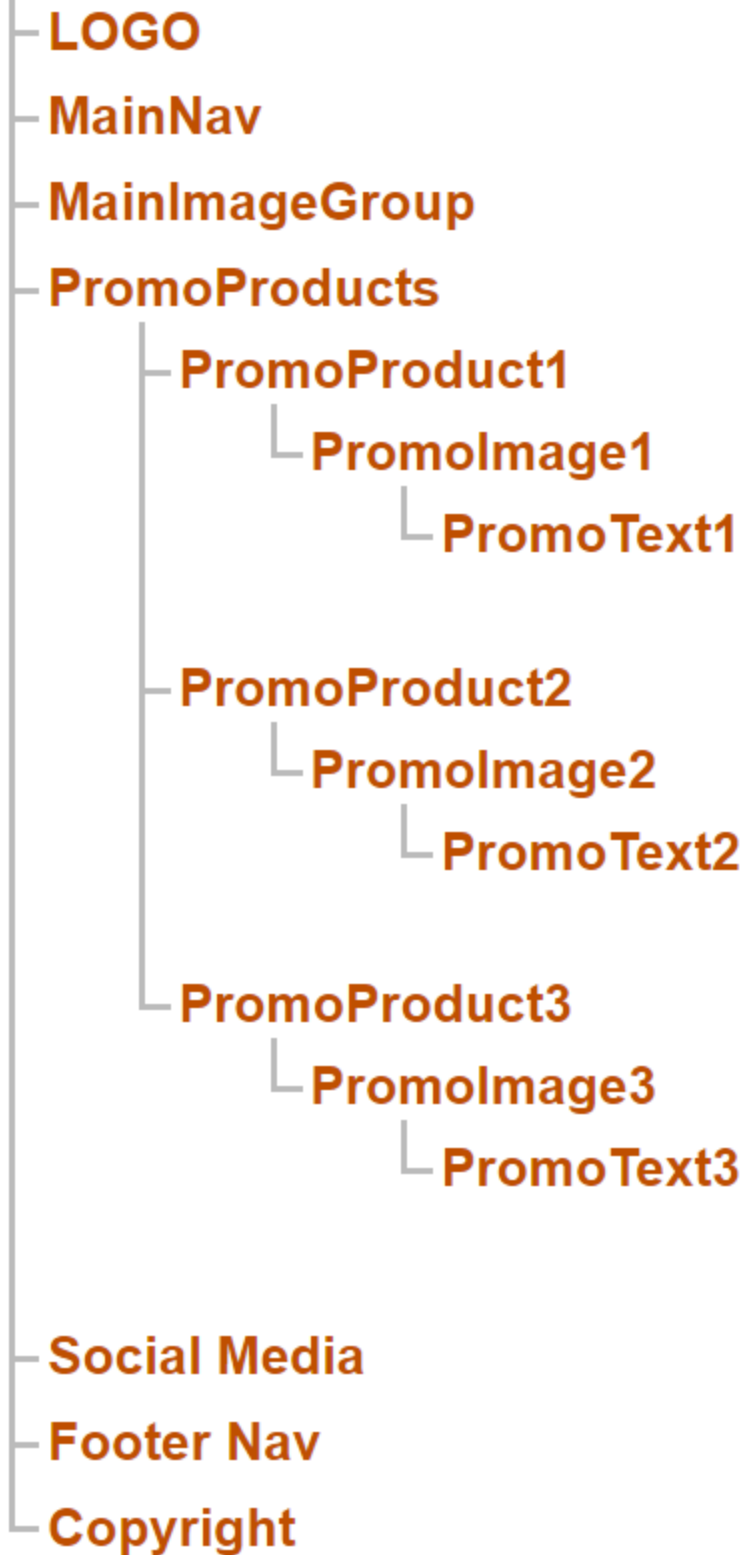 LOGO
MainNav
MainImageGroup
PromoProducts
PromoProduct1
PromoImage1
PromoText1
PromoProduct2
PromoImage2
PromoText2
PromoProduct3
PromoImage3
PromoText3
Social Media
Footer Nav
Copyright